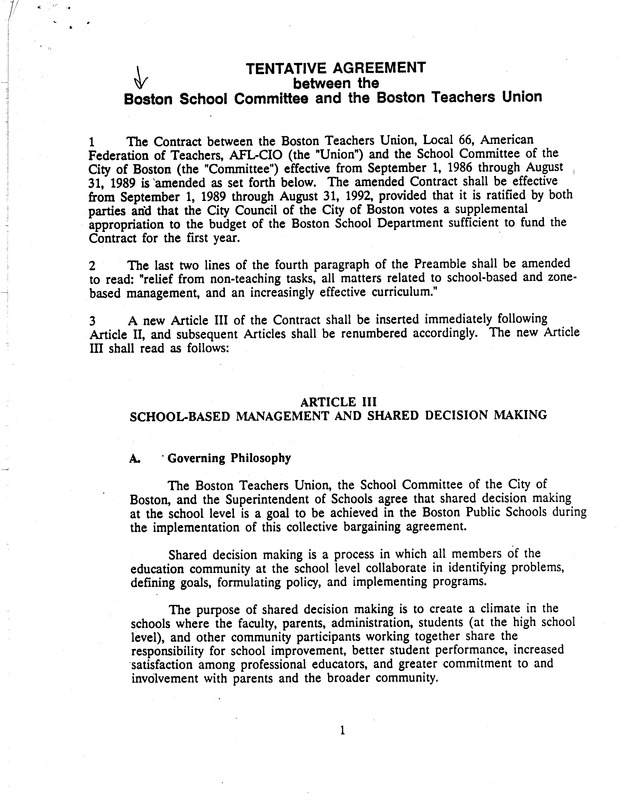 TENTATIVE AGREEMENT
between the
Boston School Committee and the Boston Teachers Union
1 The Contract between the Boston Teachers Union, Local 66, American
Federation of Teachers, AFL-CIO (the "Union") and the School Committee of the
City of Boston (the "Committee") effective from September 1, 1986 through August
31, 1989 is amended as set forth below. The amended Contract shall be effective
from September 1, 1989 through August 31, 1992, provided that it is ratified by both
parties and that the City Council of the City of Boston votes a supplemental
appropriation to the budget of the Boston School Department sufficient to fund the
Contract for the first year.
2 The last two lines of the fourth paragraph of the Preamble shall be amended
to read: "relief from non-teaching tasks, all matters related to school-based and zone-
based management, and an increasingly effective curriculum."
3 A new Article III of the Contract shall be inserted immediately following
Article II, and subsequent Articles shall be renumbered accordingly. The new Article
III shall read as follows:
ARTICLE III
SCHOOL-BASED MANAGEMENT AND SHARED DECISION MAKING
A. Governing Philosophy
The Boston Teachers Union, the School Committee of the City of
Boston, and the Superintendent of Schools agree that shared decision making
at the school level is a goal to be achieved in the Boston Public Schools during
the implementation of this collective bargaining agreement.
Shared decision making is a process in which all members of the
education community at the school level collaborate in identifying problems,
defining goals, formulating policy, and implementing programs.
The purpose of shared decision making is to create a climate in the
schools where the faculty, parents, administration, students (at the high school
level), and other community participants working together share the
responsibility for school improvement, better student performance, increased
satisfaction among professional educators, and greater commitment to and
involvement with parents and the broader community.
1